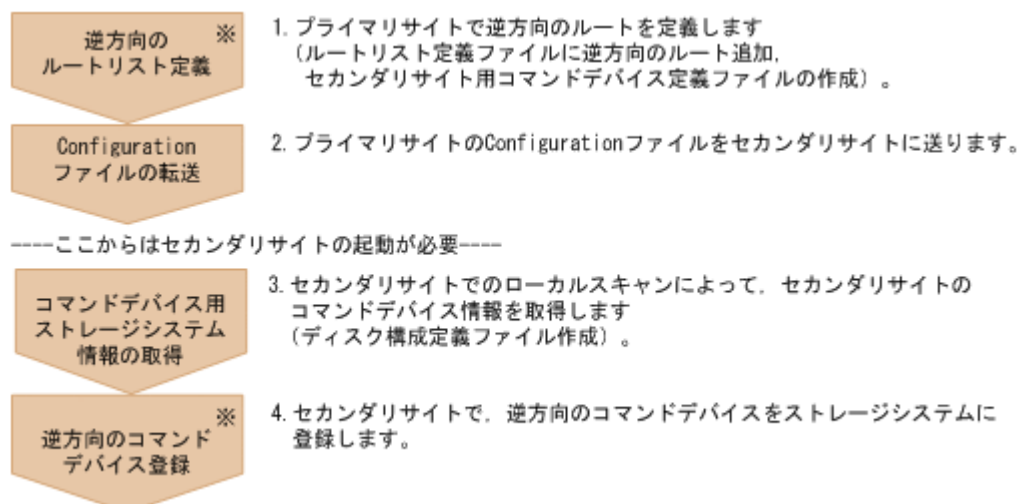 逆方向の ※
ルートリスト定義
1. プライマリサイトで逆方向のルートを定義します
(ルートリスト定義ファイルに逆方向のルート追加,
セカンダリサイト用コマンドデバイス定義ファイルの作成)。
Configuration
ファイルの転送
2. プライマリサイトのConfigurationファイルをセカンダリサイトに送ります。
----ここからはセカンダリサイトの起動が必要----
コマンドデバイス用
ストレージシステム
情報の取得
3. セカンダリサイトでのローカルスキャンによって, セカンダリサイトの
コマンドデバイス情報を取得します
(ディスク構成定義ファイル作成)。
※
逆方向のコマンド
デバイス登録
4. セカンダリサイトで, 逆方向のコマンドデバイスをストレージシステムに
登録します。